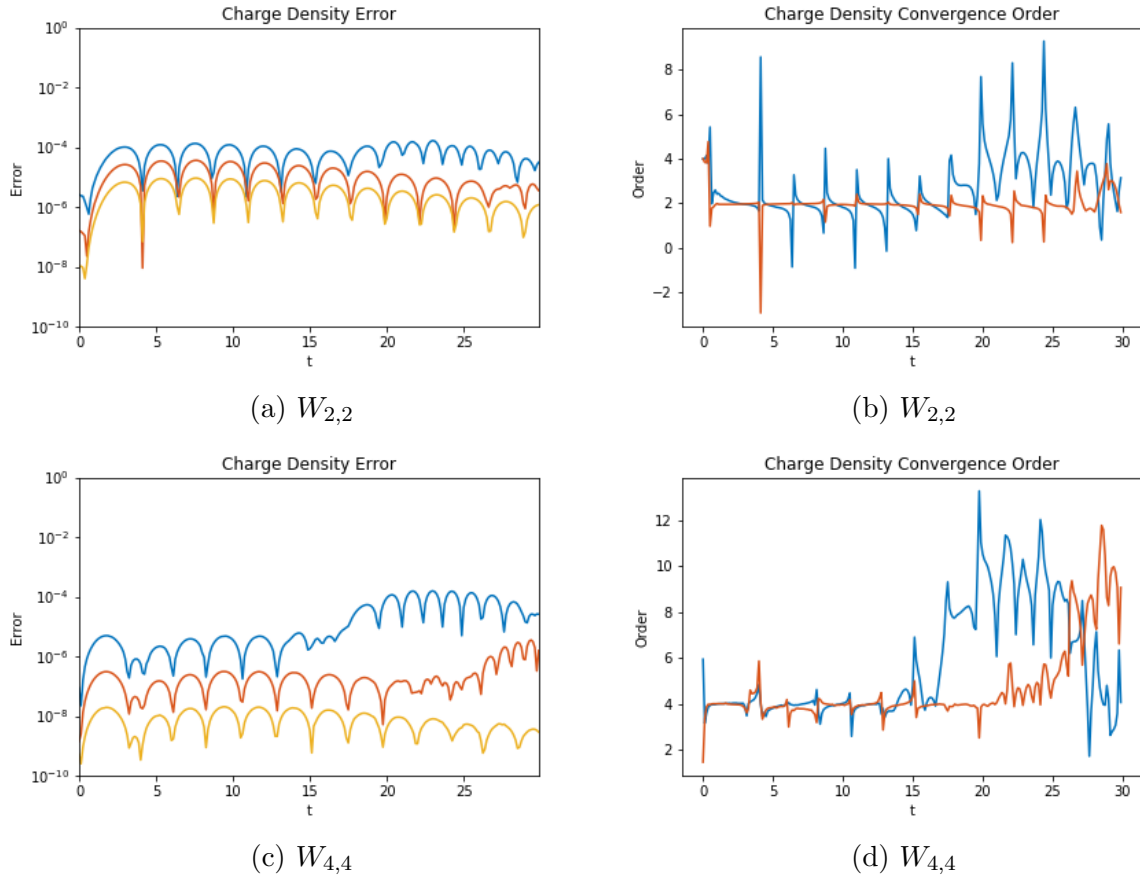 Charge Density Error
10^0
10^{-2}
10^{-4}
10^{-6}
10^{-8}
10^{-10}
Error
0 5 10 15 20 25
t
(a) W_{2,2}
Charge Density Convergence Order
8
6
4
2
0
−2
Order
0 5 10 15 20 25 30
t
(b) W_{2,2}
Charge Density Error
10^0
10^{-2}
10^{-4}
10^{-6}
10^{-8}
10^{-10}
Error
0 5 10 15 20 25
t
(c) W_{4,4}
Charge Density Convergence Order
12
10
8
6
4
2
Order
0 5 10 15 20 25 30
t
(d) W_{4,4}